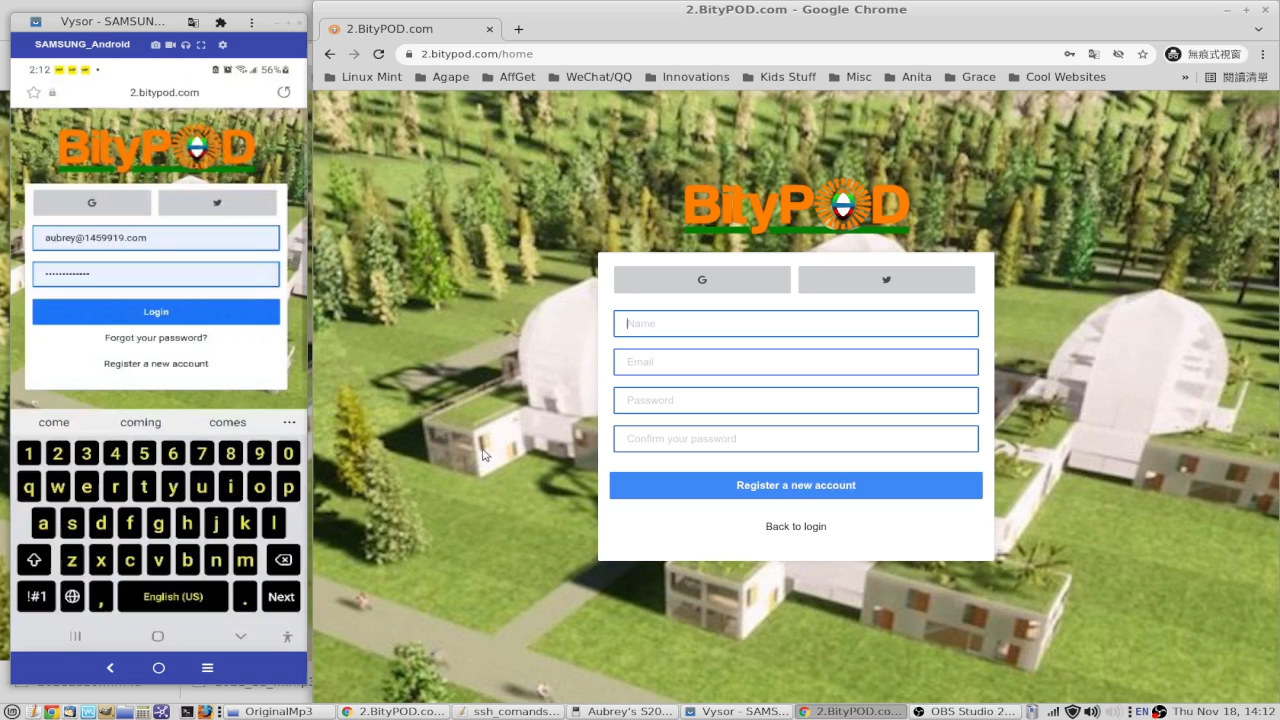 Vysor - SAMSUN...
SAMSUNG_Android
2:12
56%
2.bitypod.com
BityPOD
G
aubrey@1459919.com
•••••••••••••
Login
Forgot your password?
Register a new account
come coming comes ...
1 2 3 4 5 6 7 8 9 0
q w e r t y u i o p
a s d f g h j k l
z x c v b n m
!#1 , English (US) . Next
2.BityPOD.com - Google Chrome
2.BityPOD.com
2.bitypod.com/home
無痕式視窗
Linux Mint Agape AffGet WeChat/QQ Innovations Kids Stuff Misc Anita Grace Cool Websites » 閱讀清單
BityPOD
G
Name
Email
Password
Confirm your password
Register a new account
Back to login
OriginalMp3 2.BityPOD.co... ssh_comands... Aubrey's S20... Vysor - SAMS... 2.BityPOD.co... OBS Studio 2... EN Thu Nov 18, 14:12